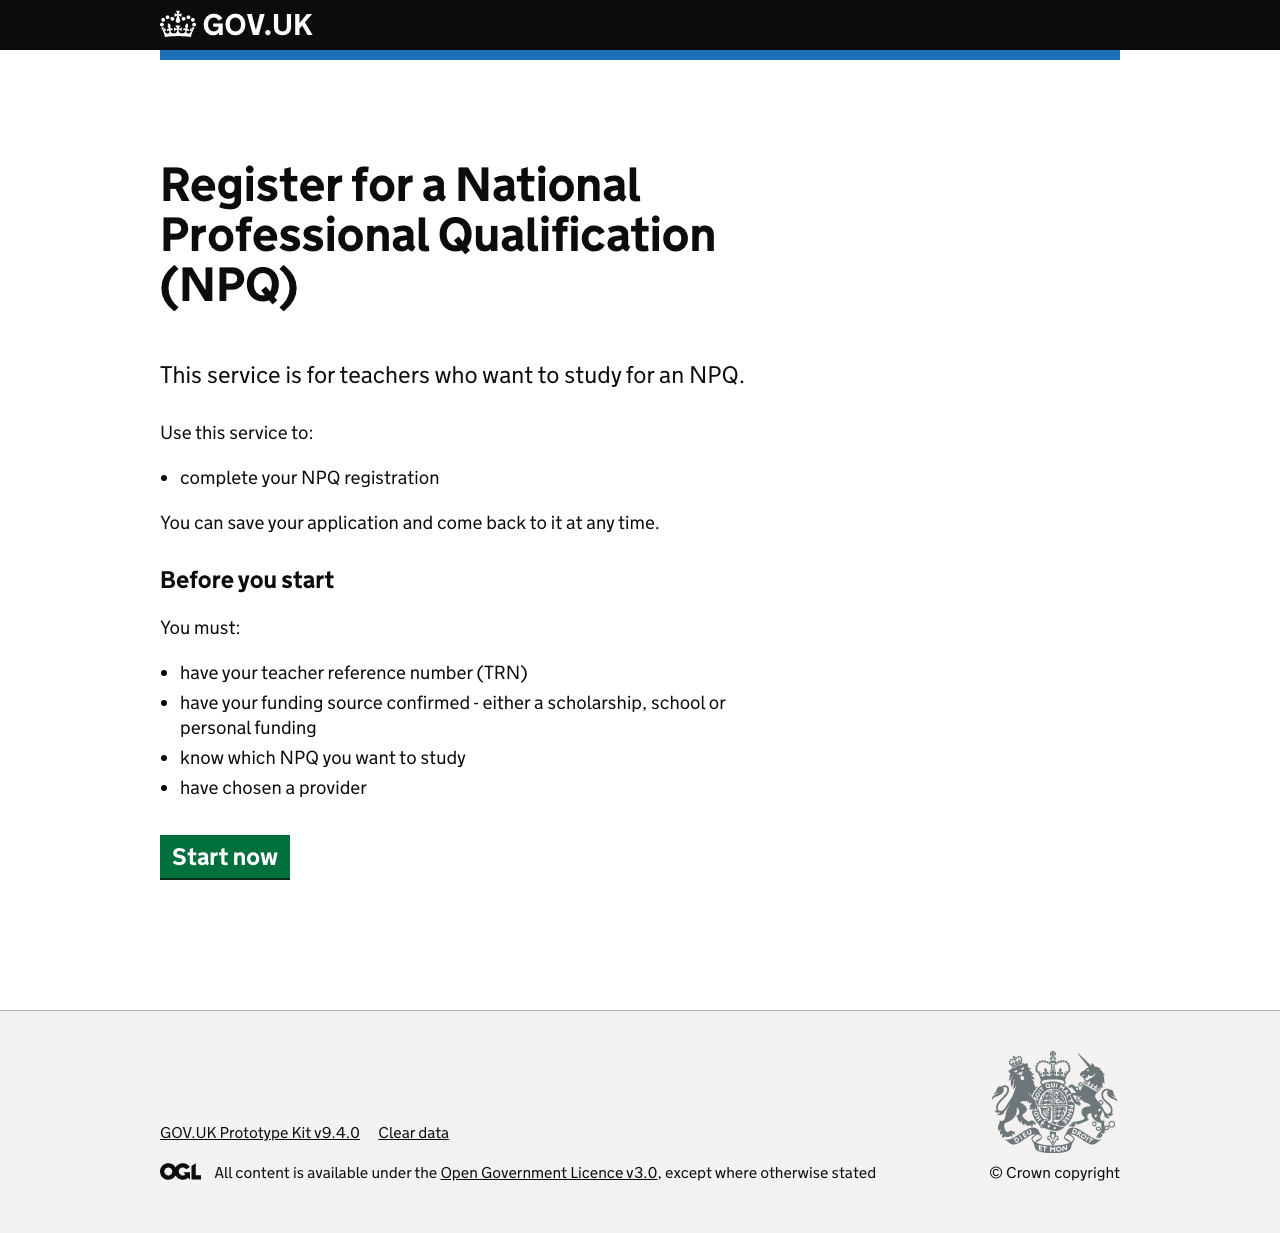 GOV.UK
Register for a National
Professional Qualification
(NPQ)
This service is for teachers who want to study for an NPQ.
Use this service to:
• complete your NPQ registration
You can save your application and come back to it at any time.
Before you start
You must:
• have your teacher reference number (TRN)
• have your funding source confirmed - either a scholarship, school or
personal funding
• know which NPQ you want to study
• have chosen a provider
Start now
GOV.UK Prototype Kit v9.4.0 Clear data
OGL All content is available under the Open Government Licence v3.0, except where otherwise stated
© Crown copyright